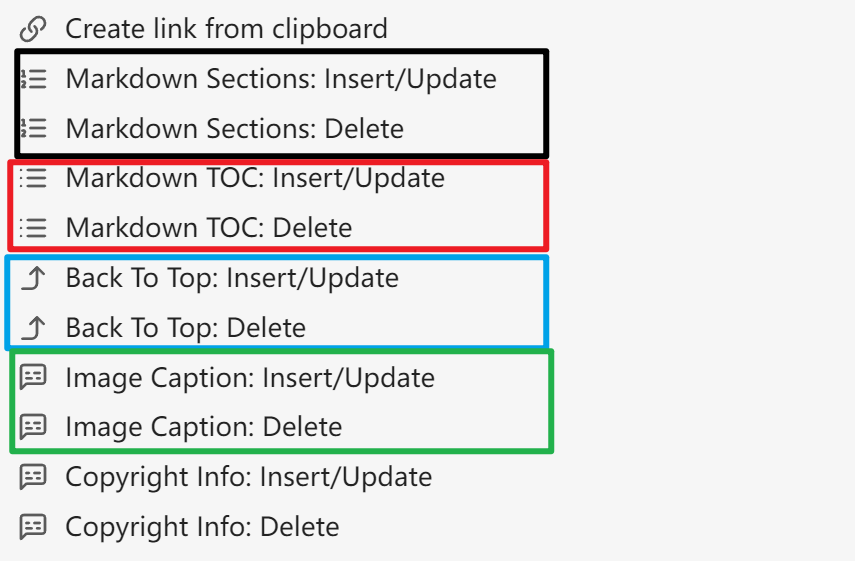 Create link from clipboard
Markdown Sections: Insert/Update
Markdown Sections: Delete
Markdown TOC: Insert/Update
Markdown TOC: Delete
Back To Top: Insert/Update
Back To Top: Delete
Image Caption: Insert/Update
Image Caption: Delete
Copyright Info: Insert/Update
Copyright Info: Delete